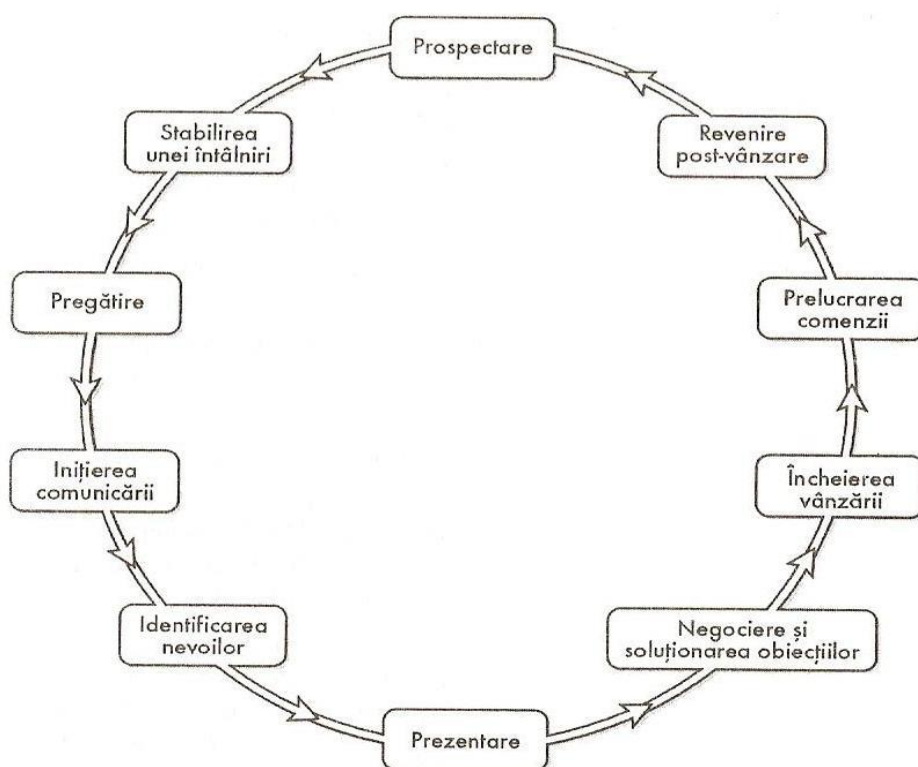 Prospectare
Stabilirea
unei întâlniri
Pregătire
Inițierea
comunicării
Identificarea
nevoilor
Prezentare
Negociere și
soluționarea obiecțiilor
Încheierea
vânzării
Prelucrarea
comenzii
Revenire
post-vânzare